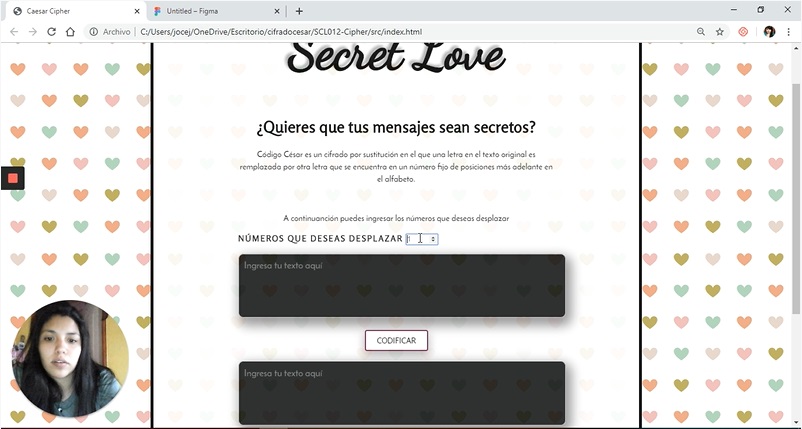 Caesar Cipher
Untitled – Figma
Archivo
C:/Users/jocej/OneDrive/Escritorio/cifradocesar/SCL012-Cipher/src/index.html
Secret Love
¿Quieres que tus mensajes sean secretos?
Código César es un cifrado por sustitución en el que una letra en el texto original es
remplazada por otra letra que se encuentra en un número fijo de posiciones más adelante en
el alfabeto.
A continuanción puedes ingresar los números que deseas desplazar
NÚMEROS QUE DESEAS DESPLAZAR
Ingresa tu texto aquí
CODIFICAR
Ingresa tu texto aquí